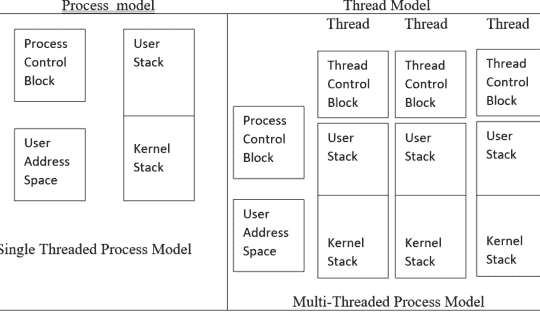 Process model
Process
Control
Block
User
Stack
User
Address
Space
Kernel
Stack
Single Threaded Process Model
Thread Model
Thread
Thread
Thread
Process
Control
Block
User
Address
Space
Thread
Control
Block
User
Stack
Kernel
Stack
Thread
Control
Block
User
Stack
Kernel
Stack
Thread
Control
Block
User
Stack
Kernel
Stack
Multi-Threaded Process Model